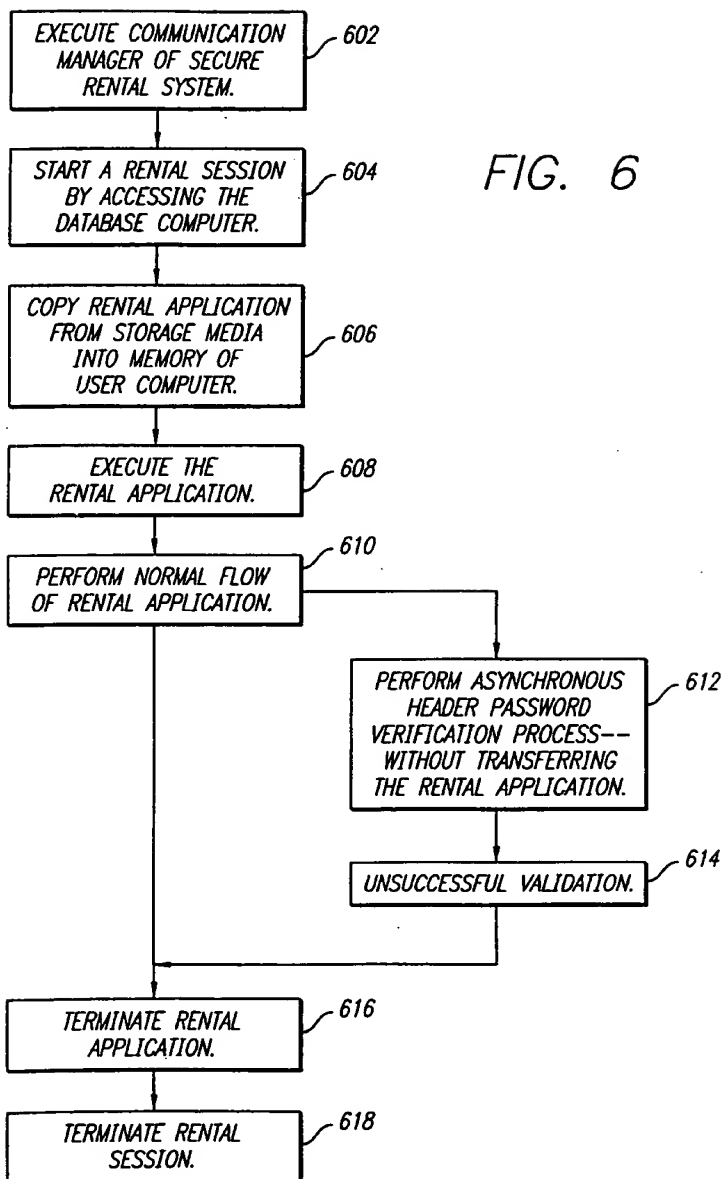 EXECUTE COMMUNICATION
MANAGER OF SECURE
RENTAL SYSTEM.
602
START A RENTAL SESSION
BY ACCESSING THE
DATABASE COMPUTER.
604
FIG. 6
COPY RENTAL APPLICATION
FROM STORAGE MEDIA
INTO MEMORY OF
USER COMPUTER.
606
EXECUTE THE
RENTAL APPLICATION.
608
PERFORM NORMAL FLOW
OF RENTAL APPLICATION.
610
PERFORM ASYNCHRONOUS
HEADER PASSWORD
VERIFICATION PROCESS--
WITHOUT TRANSFERRING
THE RENTAL APPLICATION.
612
UNSUCCESSFUL VALIDATION.
614
TERMINATE RENTAL
APPLICATION.
616
TERMINATE RENTAL
SESSION.
618